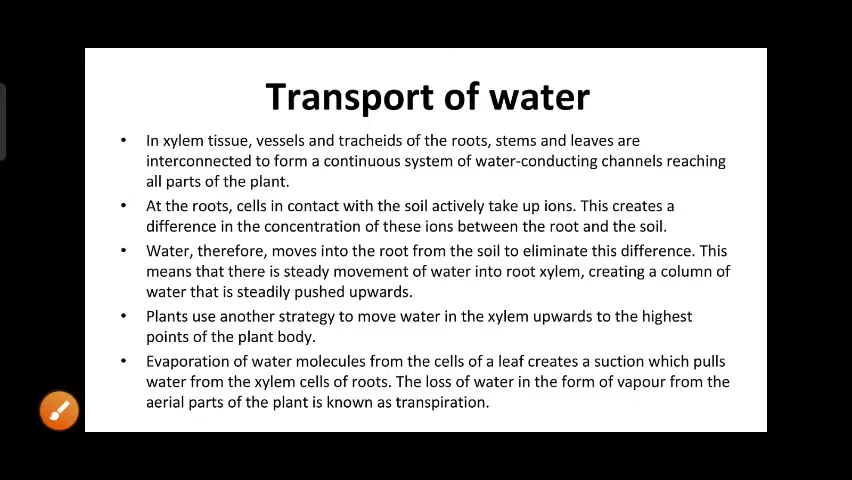 Transport of water
• In xylem tissue, vessels and tracheids of the roots, stems and leaves are
interconnected to form a continuous system of water-conducting channels reaching
all parts of the plant.
• At the roots, cells in contact with the soil actively take up ions. This creates a
difference in the concentration of these ions between the root and the soil.
• Water, therefore, moves into the root from the soil to eliminate this difference. This
means that there is steady movement of water into root xylem, creating a column of
water that is steadily pushed upwards.
• Plants use another strategy to move water in the xylem upwards to the highest
points of the plant body.
• Evaporation of water molecules from the cells of a leaf creates a suction which pulls
water from the xylem cells of roots. The loss of water in the form of vapour from the
aerial parts of the plant is known as transpiration.